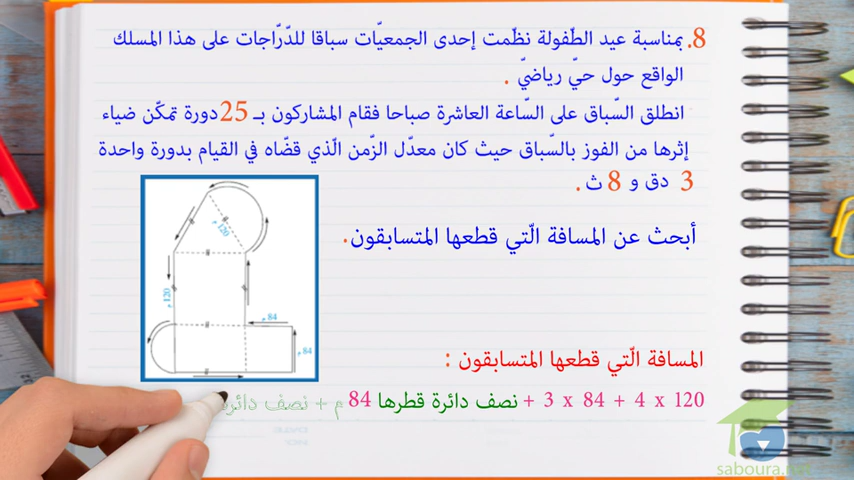 8. بمناسبة عيد الطّفولة نظّمت إحدى الجمعيّات سباقا للدّرّاجات على هذا المسلك
الواقع حول حيّ رياضيّ .
انطلق السّباق على السّاعة العاشرة صباحا فقام المشاركون بـ 25 دورة تمكّن ضياء
إثرها من الفوز بالسّباق حيث كان معدّل الزّمن الّذي قضّاه في القيام بدورة واحدة
3 دق و 8 ث.
أبحث عن المسافة الّتي قطعها المتسابقون.
120 م
120 م
84 م
84 م
المسافة الّتي قطعها المتسابقون :
120 x 4 + 84 x 3 + نصف دائرة قطرها 84 م + نصف دائرة
saboura.net